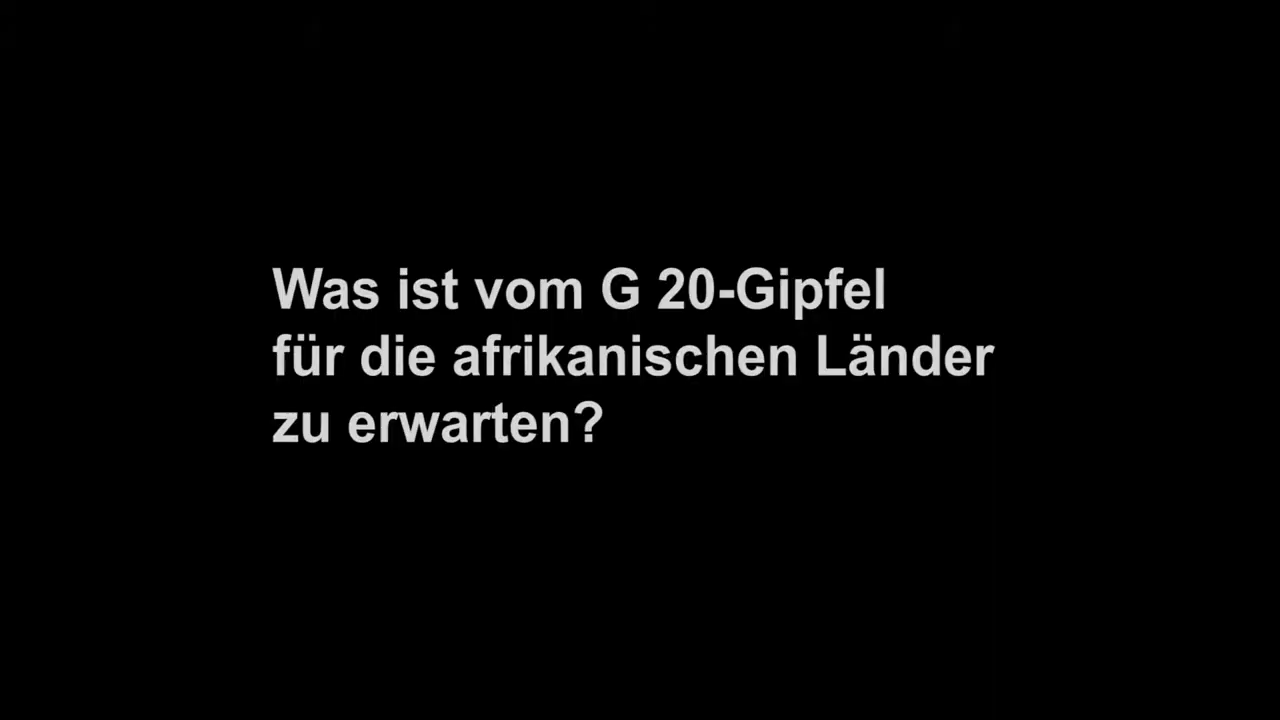 Was ist vom G 20-Gipfel
für die afrikanischen Länder
zu erwarten?